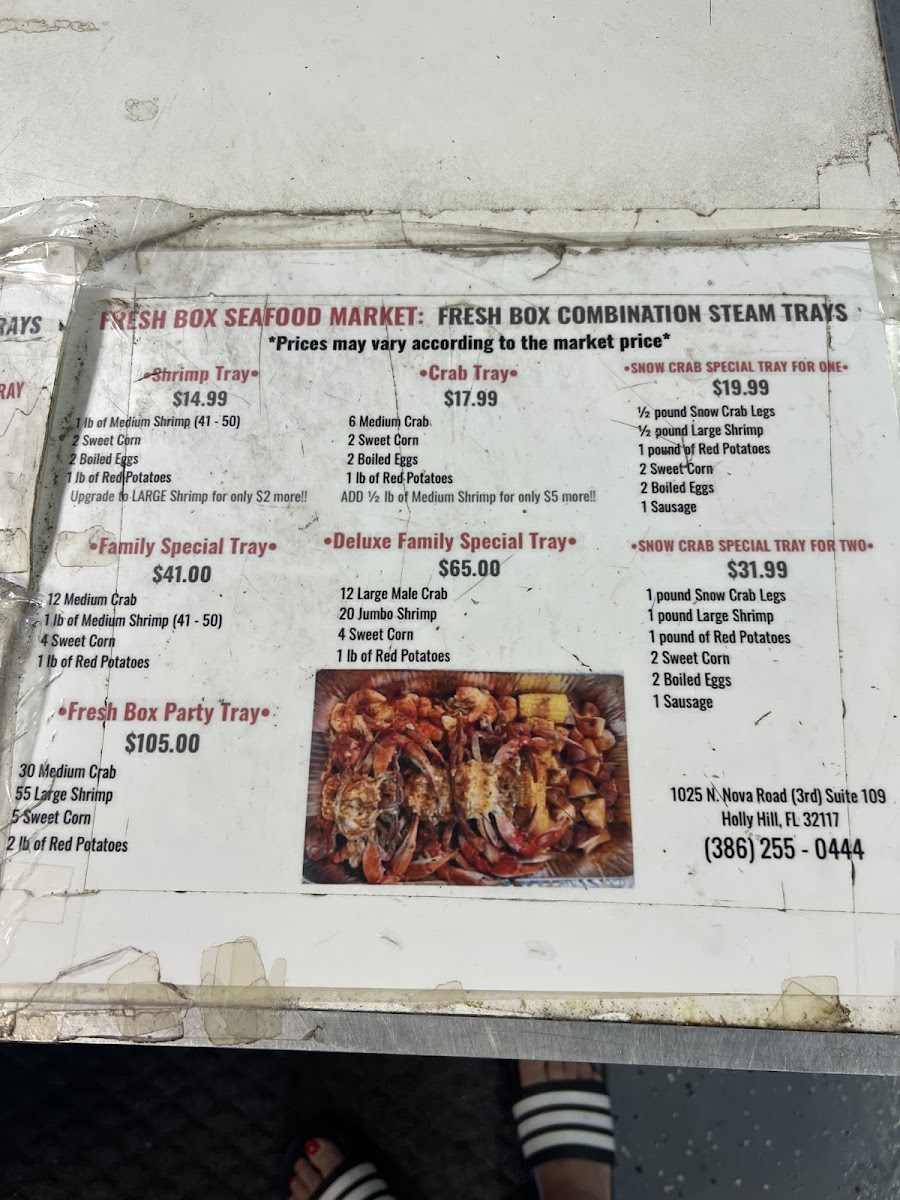 RAYS
RAY
FRESH BOX SEAFOOD MARKET: FRESH BOX COMBINATION STEAM TRAYS
*Prices may vary according to the market price*
•Shrimp Tray•
$14.99
1 lb of Medium Shrimp (41 - 50)
2 Sweet Corn
2 Boiled Eggs
1 lb of Red Potatoes
Upgrade to LARGE Shrimp for only $2 more!!
•Crab Tray•
$17.99
6 Medium Crab
2 Sweet Corn
2 Boiled Eggs
1 lb of Red Potatoes
ADD ½ lb of Medium Shrimp for only $5 more!!
•SNOW CRAB SPECIAL TRAY FOR ONE•
$19.99
½ pound Snow Crab Legs
½ pound Large Shrimp
1 pound of Red Potatoes
2 Sweet Corn
2 Boiled Eggs
1 Sausage
•Family Special Tray•
$41.00
12 Medium Crab
1 lb of Medium Shrimp (41 - 50)
4 Sweet Corn
1 lb of Red Potatoes
•Deluxe Family Special Tray•
$65.00
12 Large Male Crab
20 Jumbo Shrimp
4 Sweet Corn
1 lb of Red Potatoes
•SNOW CRAB SPECIAL TRAY FOR TWO•
$31.99
1 pound Snow Crab Legs
1 pound Large Shrimp
1 pound of Red Potatoes
2 Sweet Corn
2 Boiled Eggs
1 Sausage
•Fresh Box Party Tray•
$105.00
30 Medium Crab
55 Large Shrimp
5 Sweet Corn
2 lb of Red Potatoes
1025 N. Nova Road (3rd) Suite 109
Holly Hill, FL 32117
(386) 255 - 0444